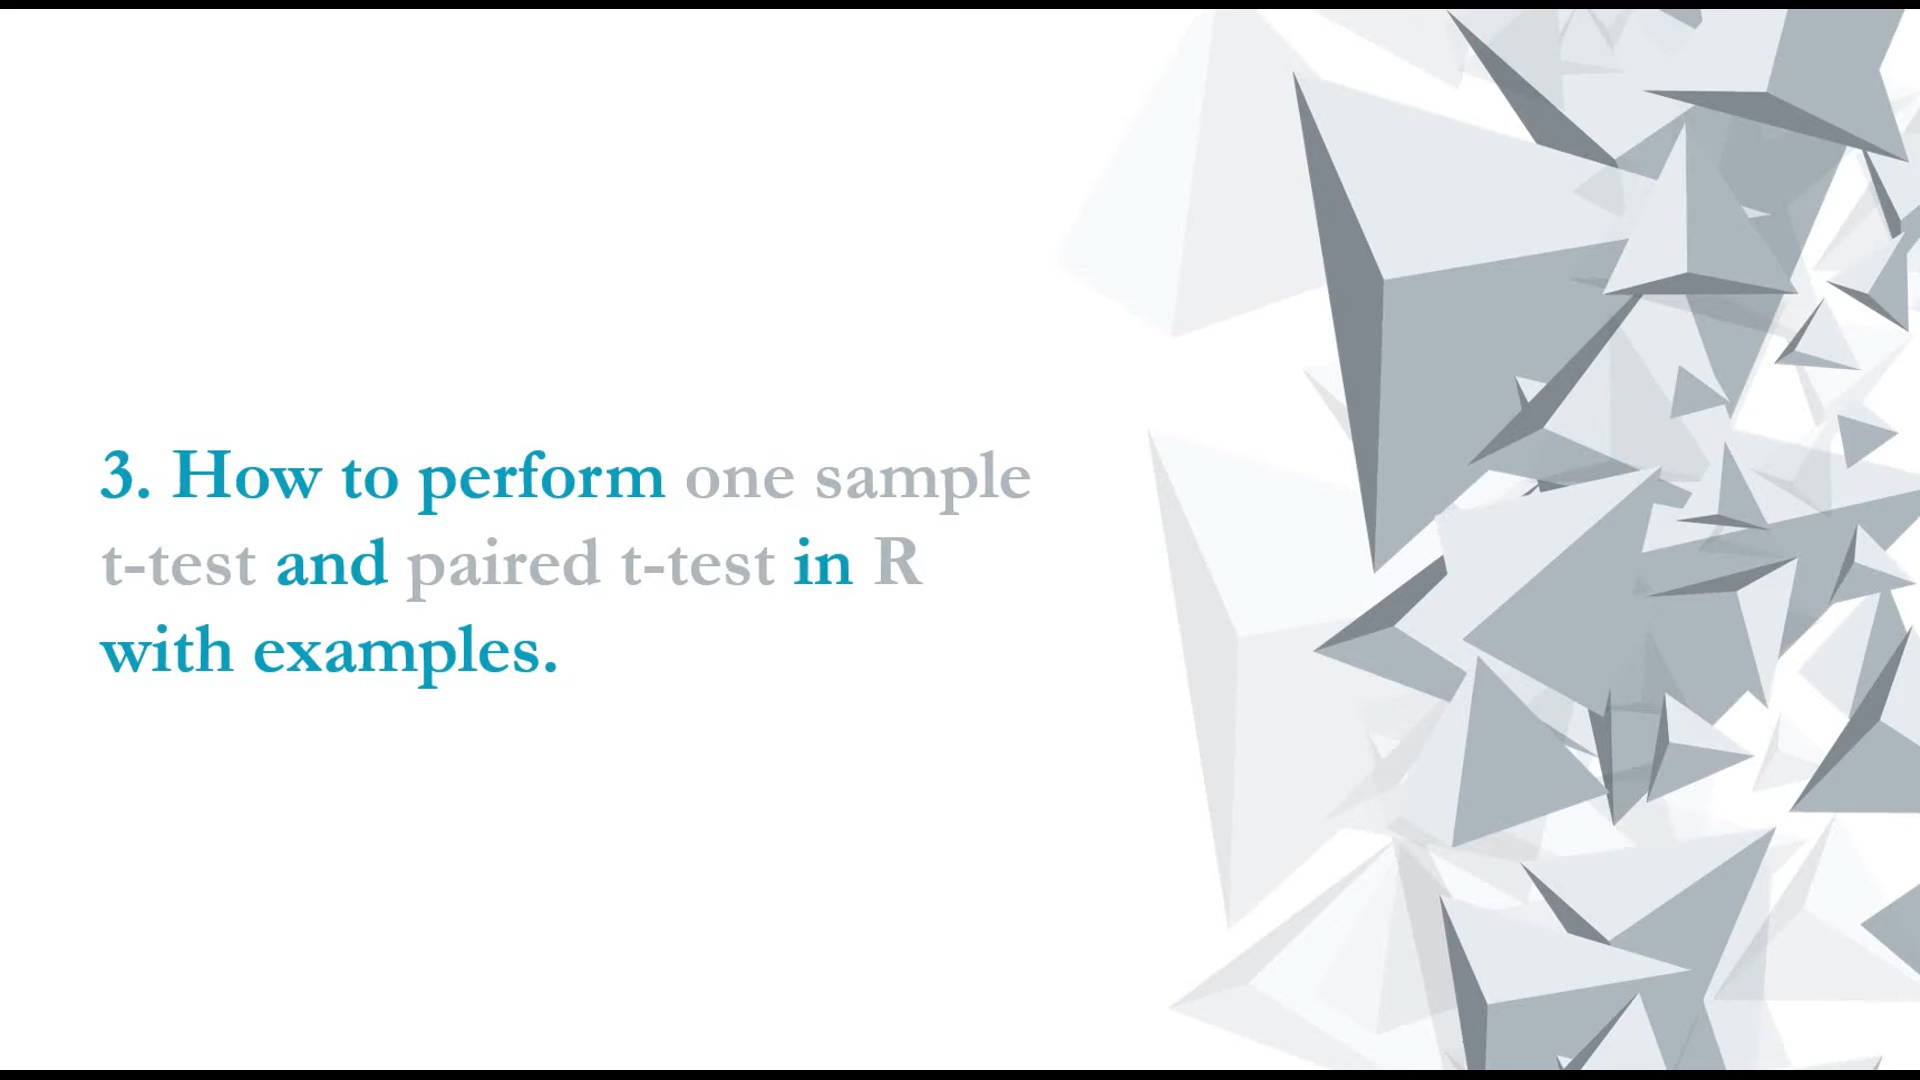 3. How to perform one sample
t-test and paired t-test in R
with examples.